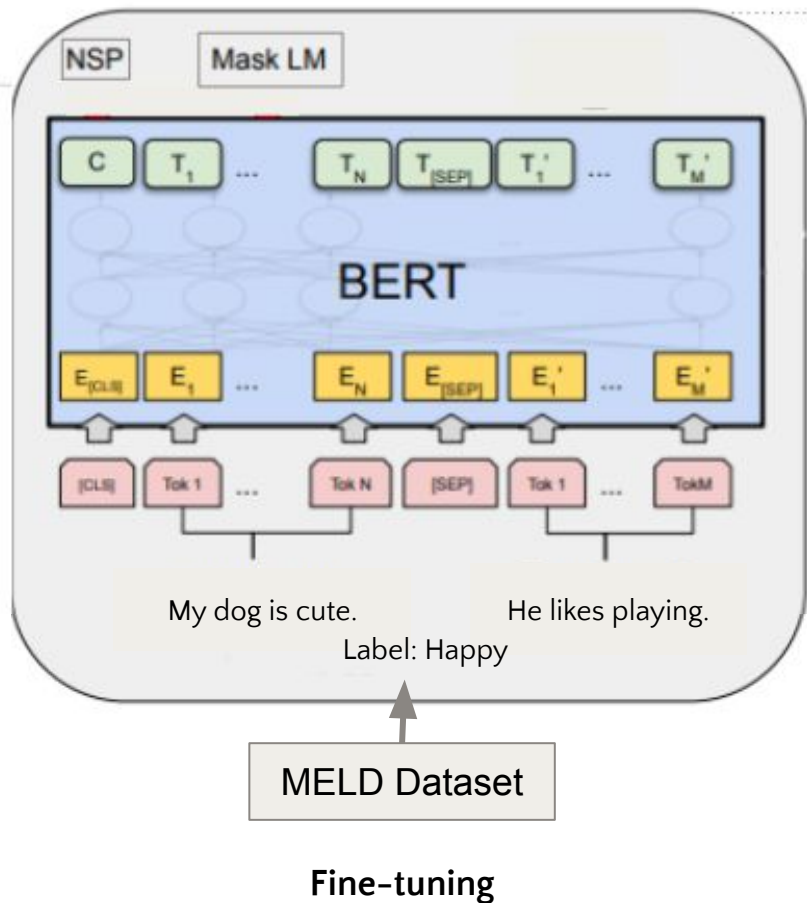 NSP Mask LM
C T1 ... TN T[SEP] T1' ... TM'
BERT
E[CLS] E1 ... EN E[SEP] E1' ... EM'
[CLS] Tok 1 ... Tok N [SEP] Tok 1 ... TokM
My dog is cute. He likes playing.
Label: Happy
MELD Dataset
Fine-tuning